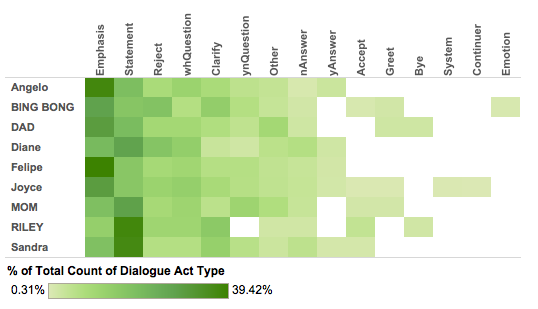 Emphasis Statement Reject whQuestion Clarify ynQuestion Other nAnswer yAnswer Accept Greet Bye System Continuer Emotion
Angelo
BING BONG
DAD
Diane
Felipe
Joyce
MOM
RILEY
Sandra
% of Total Count of Dialogue Act Type
0.31% 39.42%